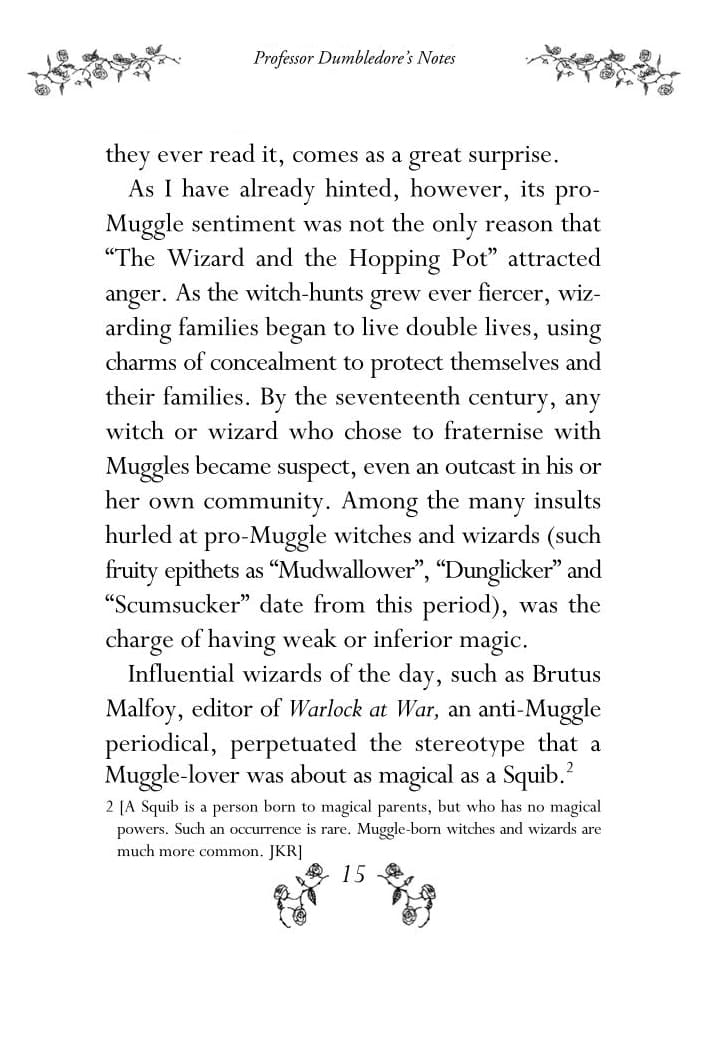 Professor Dumbledore’s Notes
they ever read it, comes as a great surprise.
As I have already hinted, however, its pro-
Muggle sentiment was not the only reason that
“The Wizard and the Hopping Pot” attracted
anger. As the witch-hunts grew ever fiercer, wiz-
arding families began to live double lives, using
charms of concealment to protect themselves and
their families. By the seventeenth century, any
witch or wizard who chose to fraternise with
Muggles became suspect, even an outcast in his or
her own community. Among the many insults
hurled at pro-Muggle witches and wizards (such
fruity epithets as “Mudwallower”, “Dunglicker” and
“Scumsucker” date from this period), was the
charge of having weak or inferior magic.
Influential wizards of the day, such as Brutus
Malfoy, editor of Warlock at War, an anti-Muggle
periodical, perpetuated the stereotype that a
Muggle-lover was about as magical as a Squib.2
2 [A Squib is a person born to magical parents, but who has no magical
powers. Such an occurrence is rare. Muggle-born witches and wizards are
much more common. JKR]
15